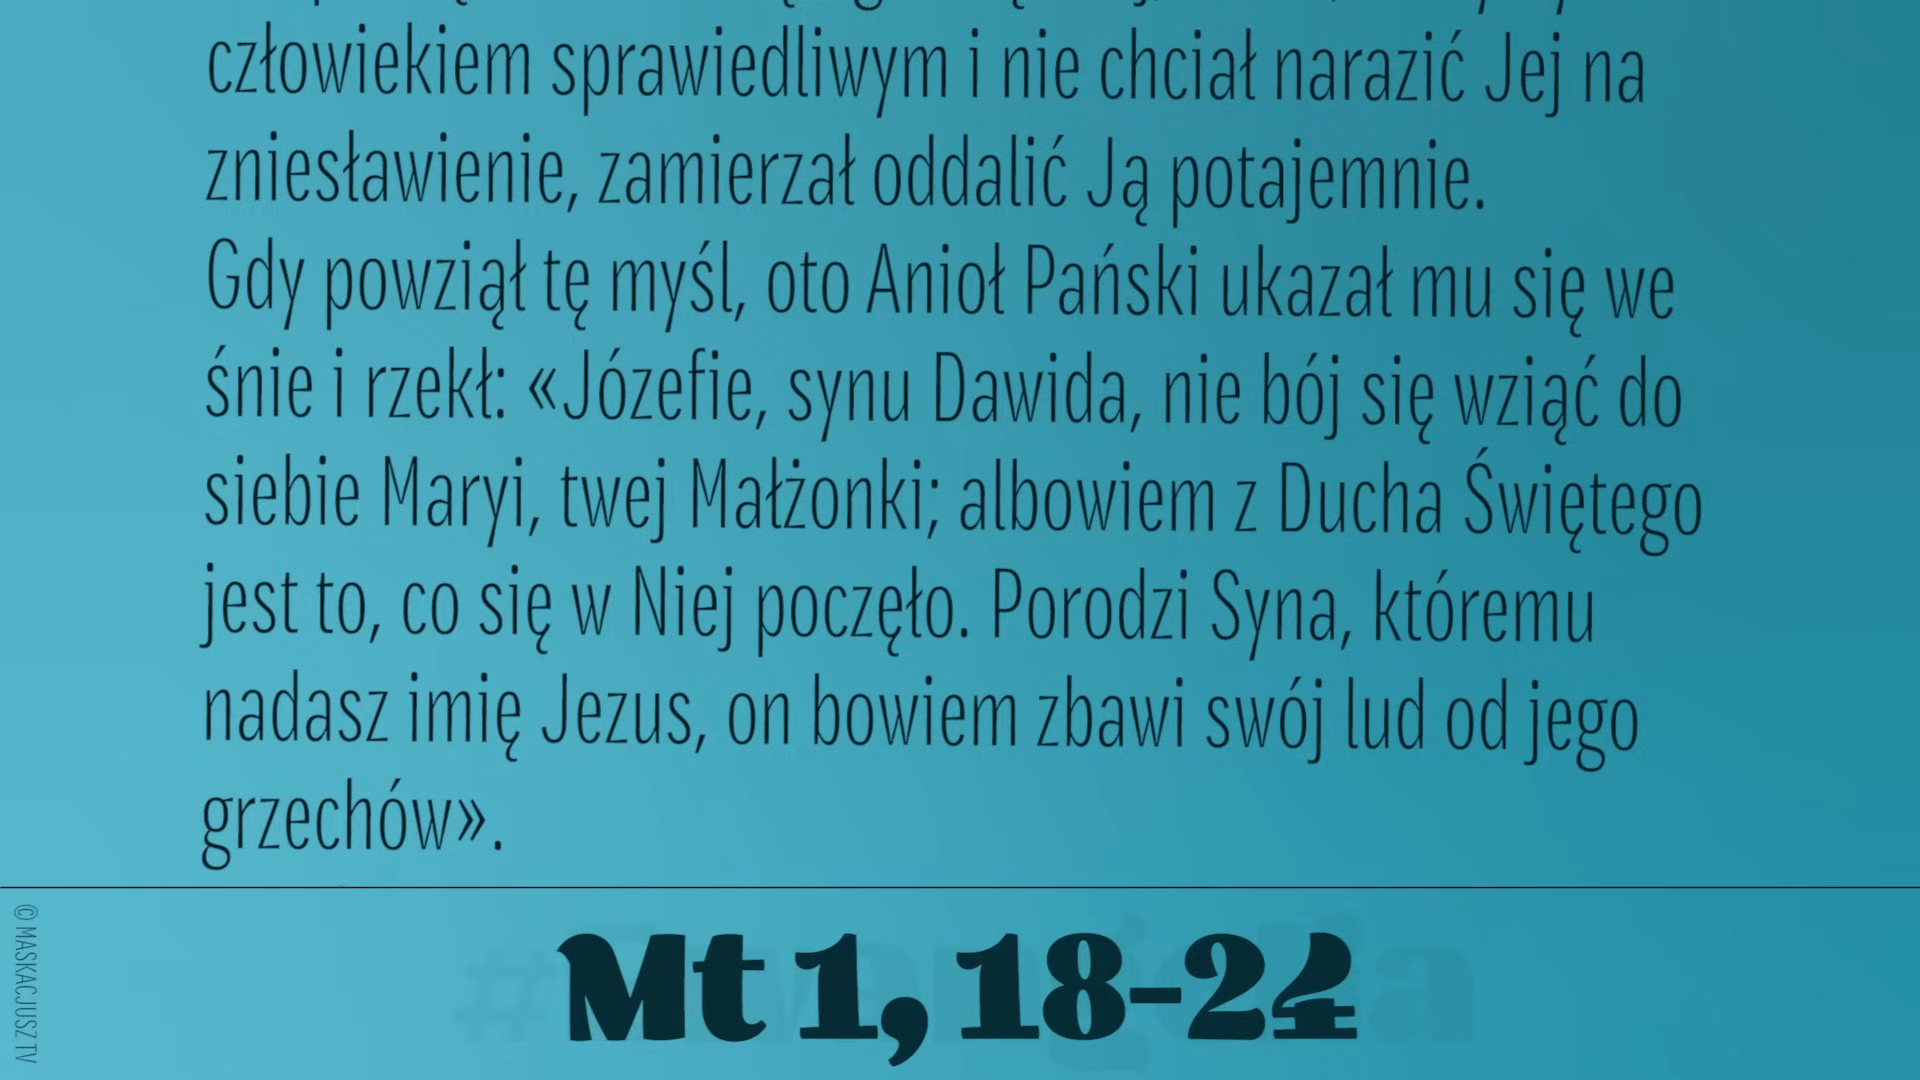 człowiekiem sprawiedliwym i nie chciał narazić Jej na
zniesławienie, zamierzał oddalić Ją potajemnie.
Gdy powziął tę myśl, oto Anioł Pański ukazał mu się we
śnie i rzekł: «Józefie, synu Dawida, nie bój się wziąć do
siebie Maryi, twej Małżonki; albowiem z Ducha Świętego
jest to, co się w Niej poczęło. Porodzi Syna, któremu
nadasz imię Jezus, on bowiem zbawi swój lud od jego
grzechów».
Mt 1, 18-24
© MASKACJUSZ TV